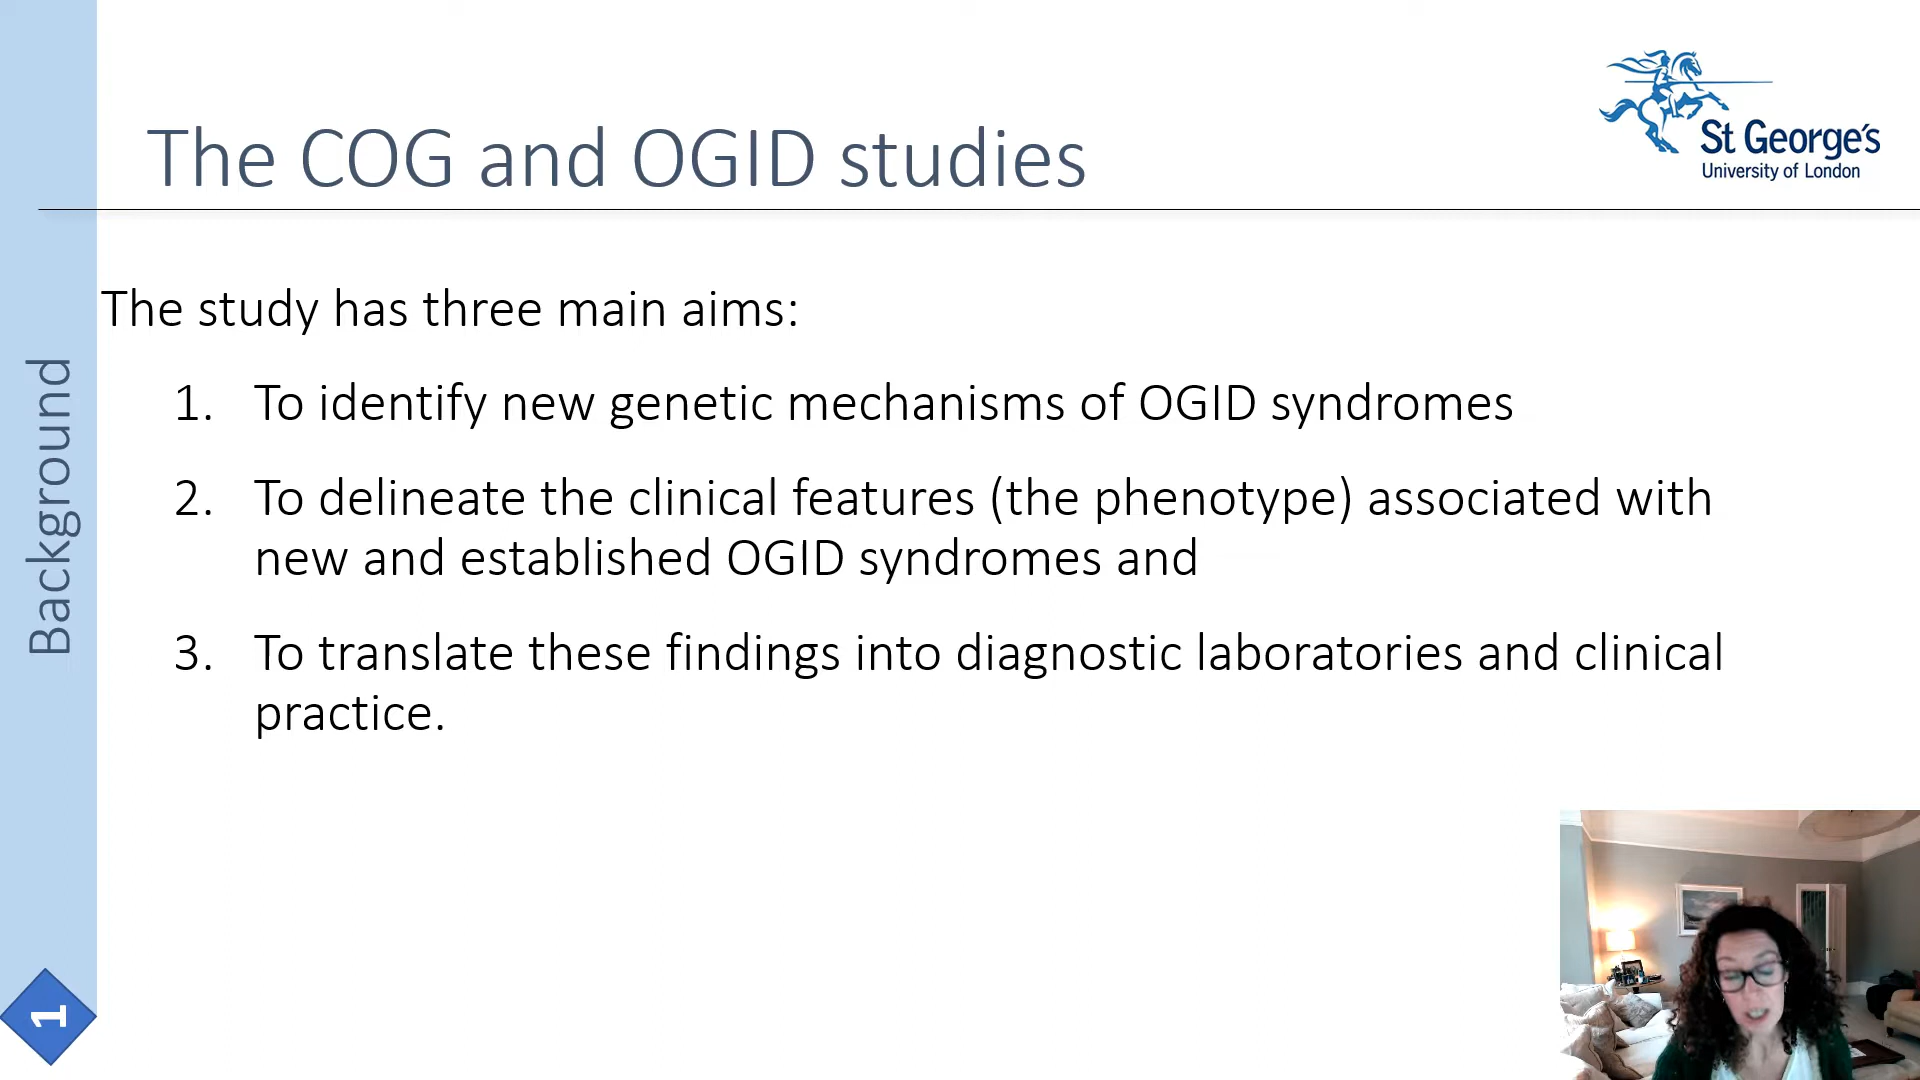 The COG and OGID studies
St George's
University of London
Background
The study has three main aims:
1. To identify new genetic mechanisms of OGID syndromes
2. To delineate the clinical features (the phenotype) associated with
new and established OGID syndromes and
3. To translate these findings into diagnostic laboratories and clinical
practice.
1